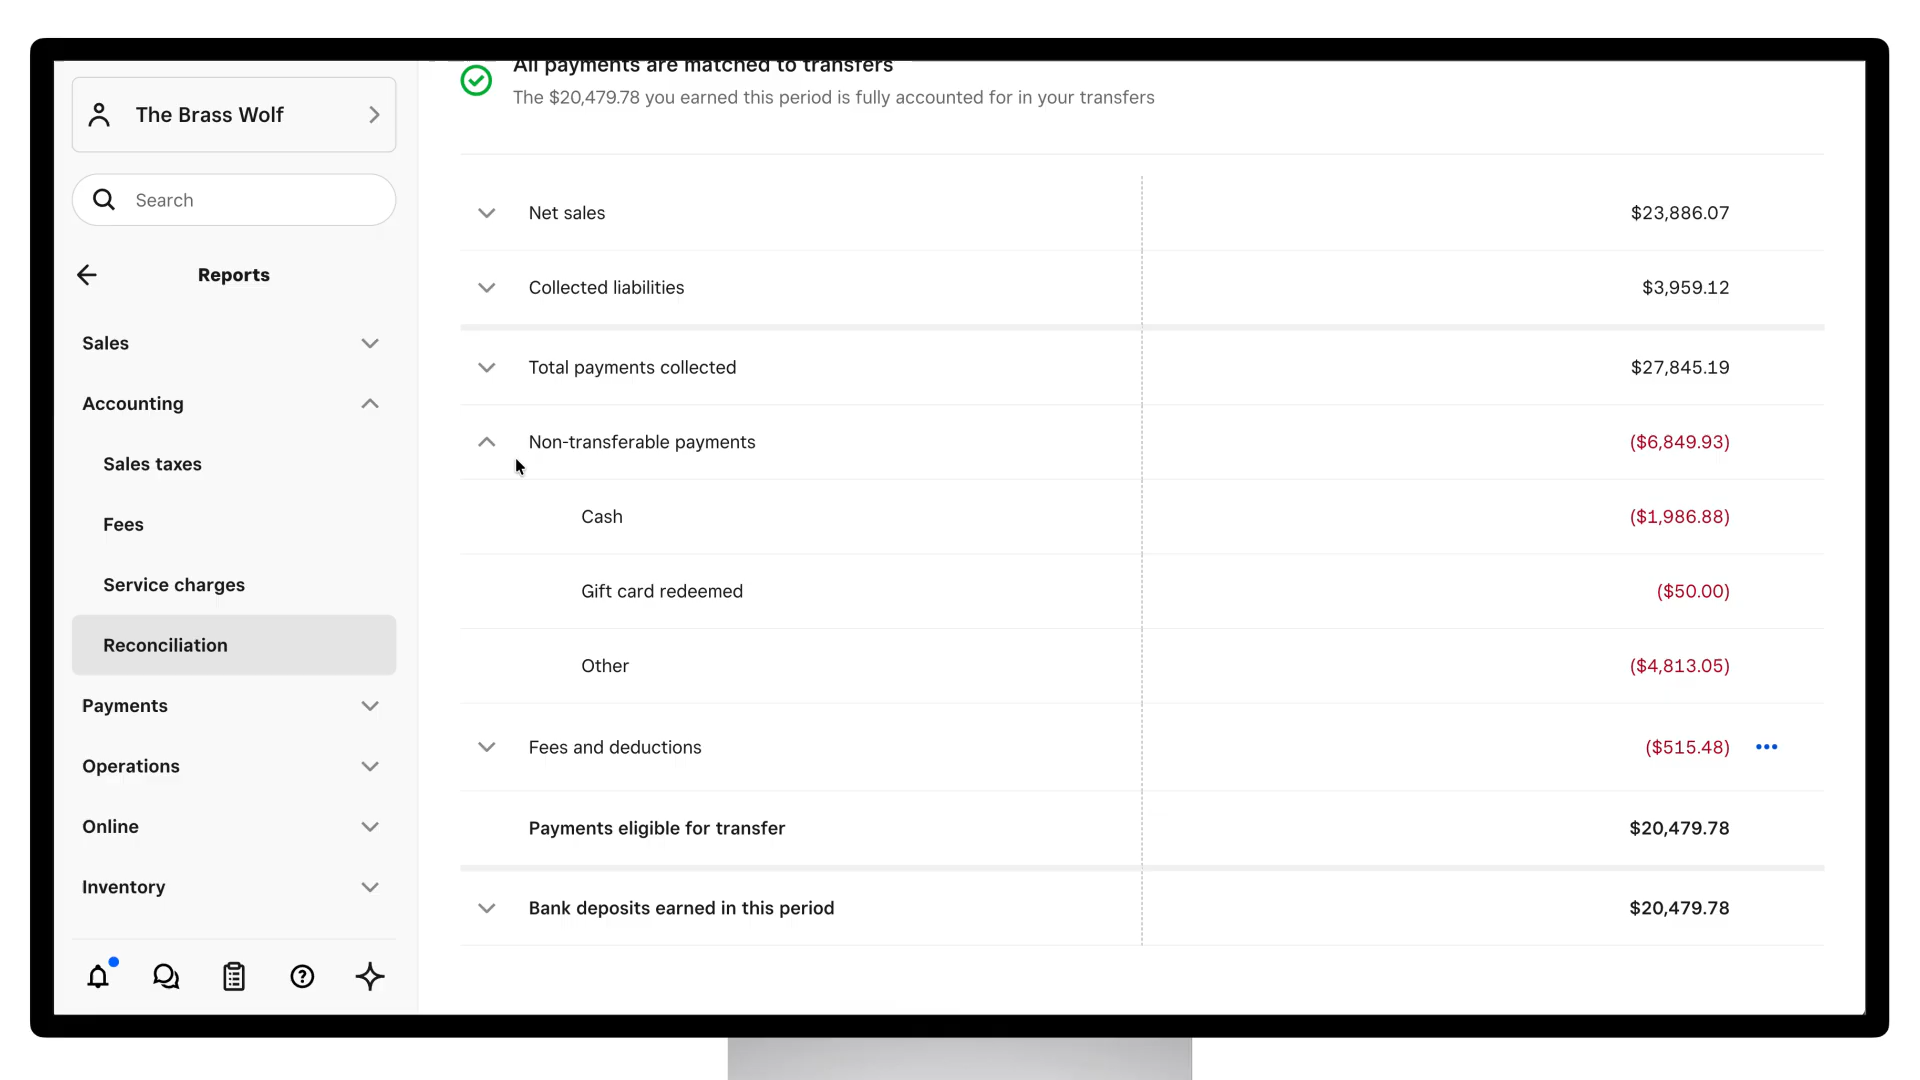 The Brass Wolf
Search
Reports
Sales
Accounting
Sales taxes
Fees
Service charges
Reconciliation
Payments
Operations
Online
Inventory
All payments are matched to transfers
The $20,479.78 you earned this period is fully accounted for in your transfers
Net sales $23,886.07
Collected liabilities $3,959.12
Total payments collected $27,845.19
Non-transferable payments ($6,849.93)
Cash ($1,986.88)
Gift card redeemed ($50.00)
Other ($4,813.05)
Fees and deductions ($515.48)
Payments eligible for transfer $20,479.78
Bank deposits earned in this period $20,479.78